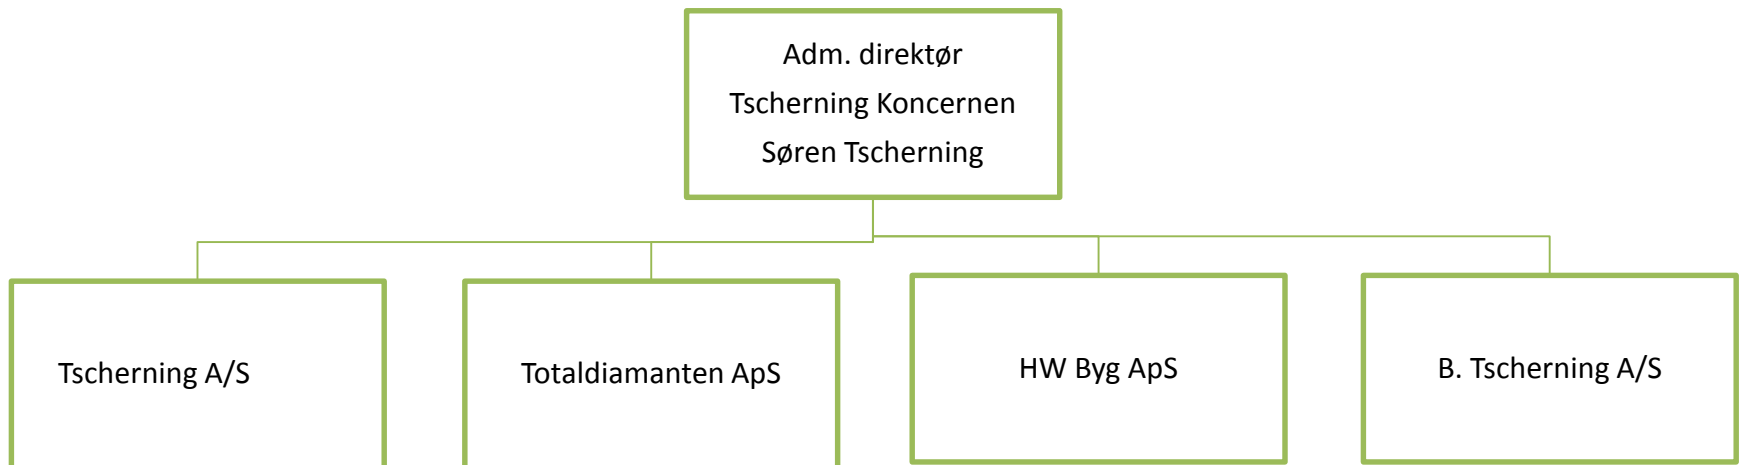 Adm. direktør
Tscherning Koncernen
Søren Tscherning
Tscherning A/S
Totaldiamanten ApS
HW Byg ApS
B. Tscherning A/S